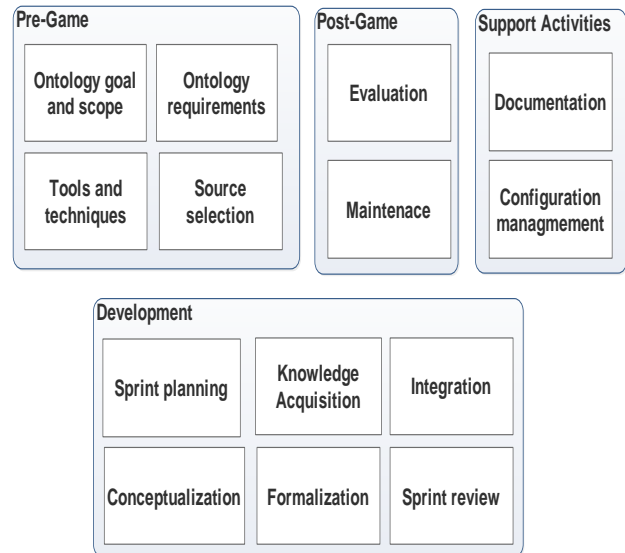 Pre-Game
Ontology goal
and scope
Ontology
requirements
Tools and
techniques
Source
selection
Post-Game
Evaluation
Maintenace
Support Activities
Documentation
Configuration
managmement
Development
Sprint planning
Knowledge
Acquisition
Integration
Conceptualization
Formalization
Sprint review